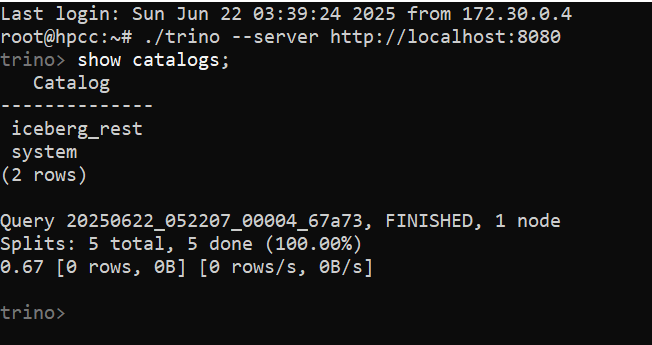 Last login: Sun Jun 22 03:39:24 2025 from 172.30.0.4
root@hpcc:~# ./trino --server http://localhost:8080
trino> show catalogs;
   Catalog
--------------
 iceberg_rest
 system
(2 rows)

Query 20250622_052207_00004_67a73, FINISHED, 1 node
Splits: 5 total, 5 done (100.00%)
0.67 [0 rows, 0B] [0 rows/s, 0B/s]

trino>